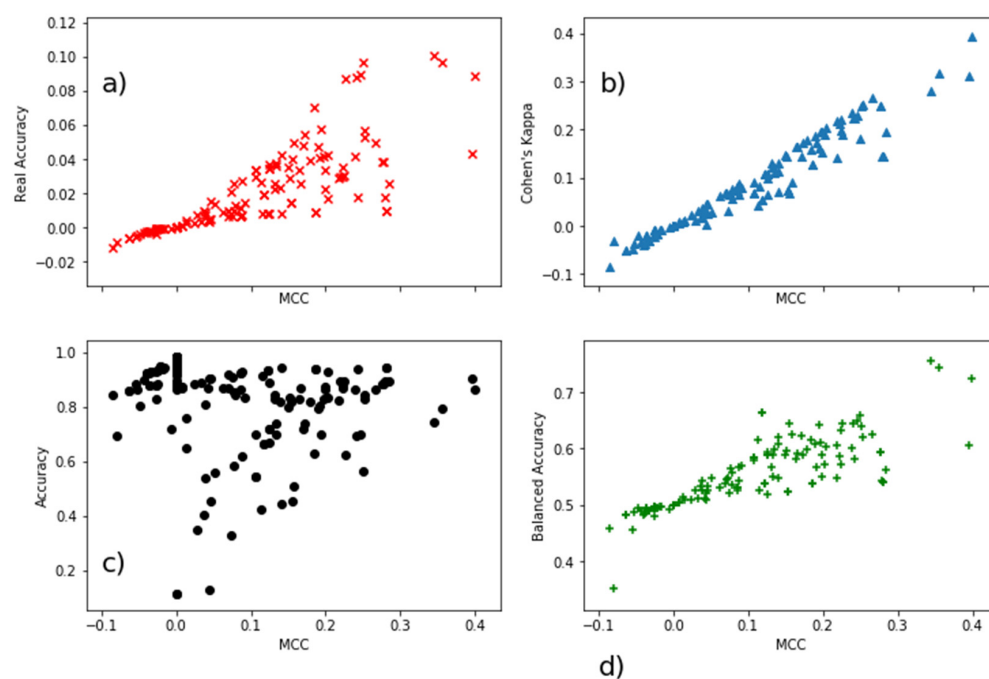 0.12
0.10
0.08
0.06
0.04
0.02
0.00
−0.02
Real Accuracy
a)
MCC
0.4
0.3
0.2
0.1
0.0
−0.1
Cohen's Kappa
b)
MCC
1.0
0.8
0.6
0.4
0.2
Accuracy
c)
−0.1 0.0 0.1 0.2 0.3 0.4
MCC
0.7
0.6
0.5
0.4
Balanced Accuracy
−0.1 0.0 0.1 0.2 0.3 0.4
MCC
d)